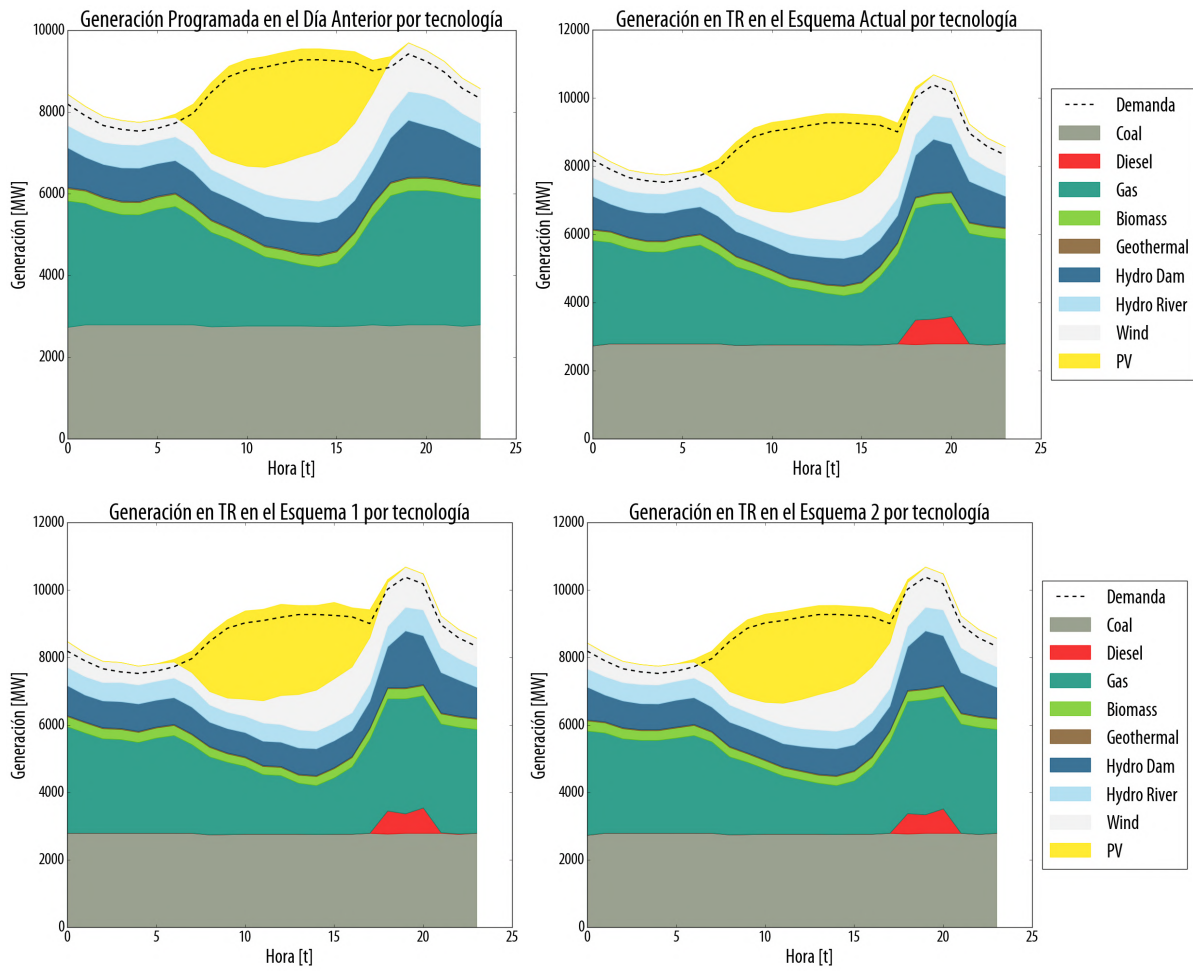 Generación Programada en el Día Anterior por tecnología
10000
8000
6000
4000
2000
0
Generación [MW]
0 5 10 15 20 25
Hora [t]
Generación en TR en el Esquema Actual por tecnología
12000
10000
8000
6000
4000
2000
0
Generación [MW]
0 5 10 15 20 25
Hora [t]
Demanda
Coal
Diesel
Gas
Biomass
Geothermal
Hydro Dam
Hydro River
Wind
PV
Generación en TR en el Esquema 1 por tecnología
12000
10000
8000
6000
4000
2000
0
Generación [MW]
0 5 10 15 20 25
Hora [t]
Generación en TR en el Esquema 2 por tecnología
12000
10000
8000
6000
4000
2000
0
Generación [MW]
0 5 10 15 20 25
Hora [t]
Demanda
Coal
Diesel
Gas
Biomass
Geothermal
Hydro Dam
Hydro River
Wind
PV